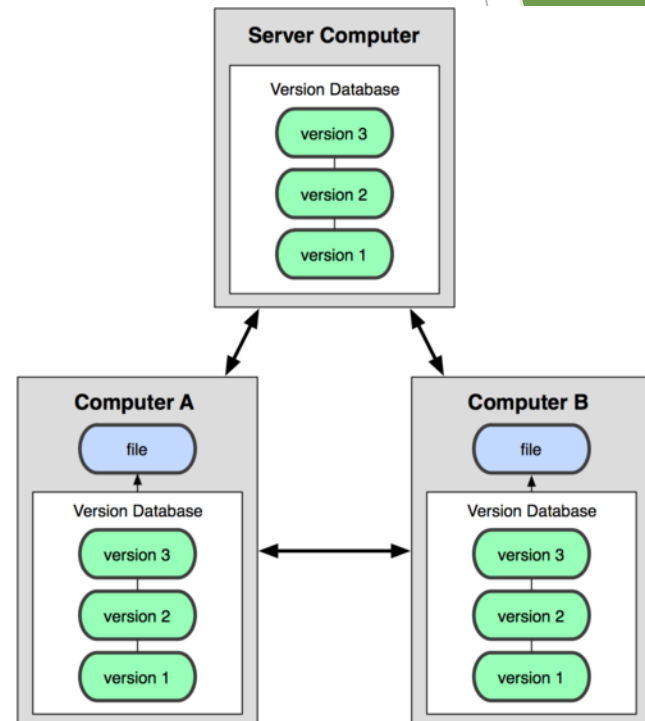 Server Computer
Version Database
version 3
version 2
version 1
Computer A
file
Version Database
version 3
version 2
version 1
Computer B
file
Version Database
version 3
version 2
version 1